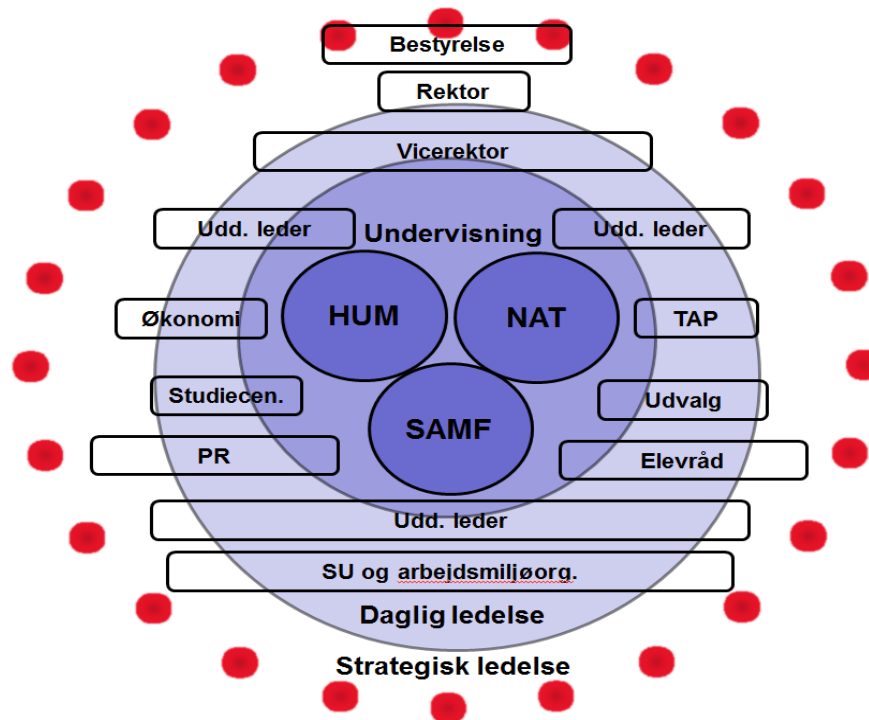 Bestyrelse
Rektor
Vicerektor
Udd. leder
Undervisning
Udd. leder
Økonomi
HUM
NAT
TAP
Studiecen.
SAMF
Udvalg
PR
Elevråd
Udd. leder
SU og arbejdsmiljøorg.
Daglig ledelse
Strategisk ledelse